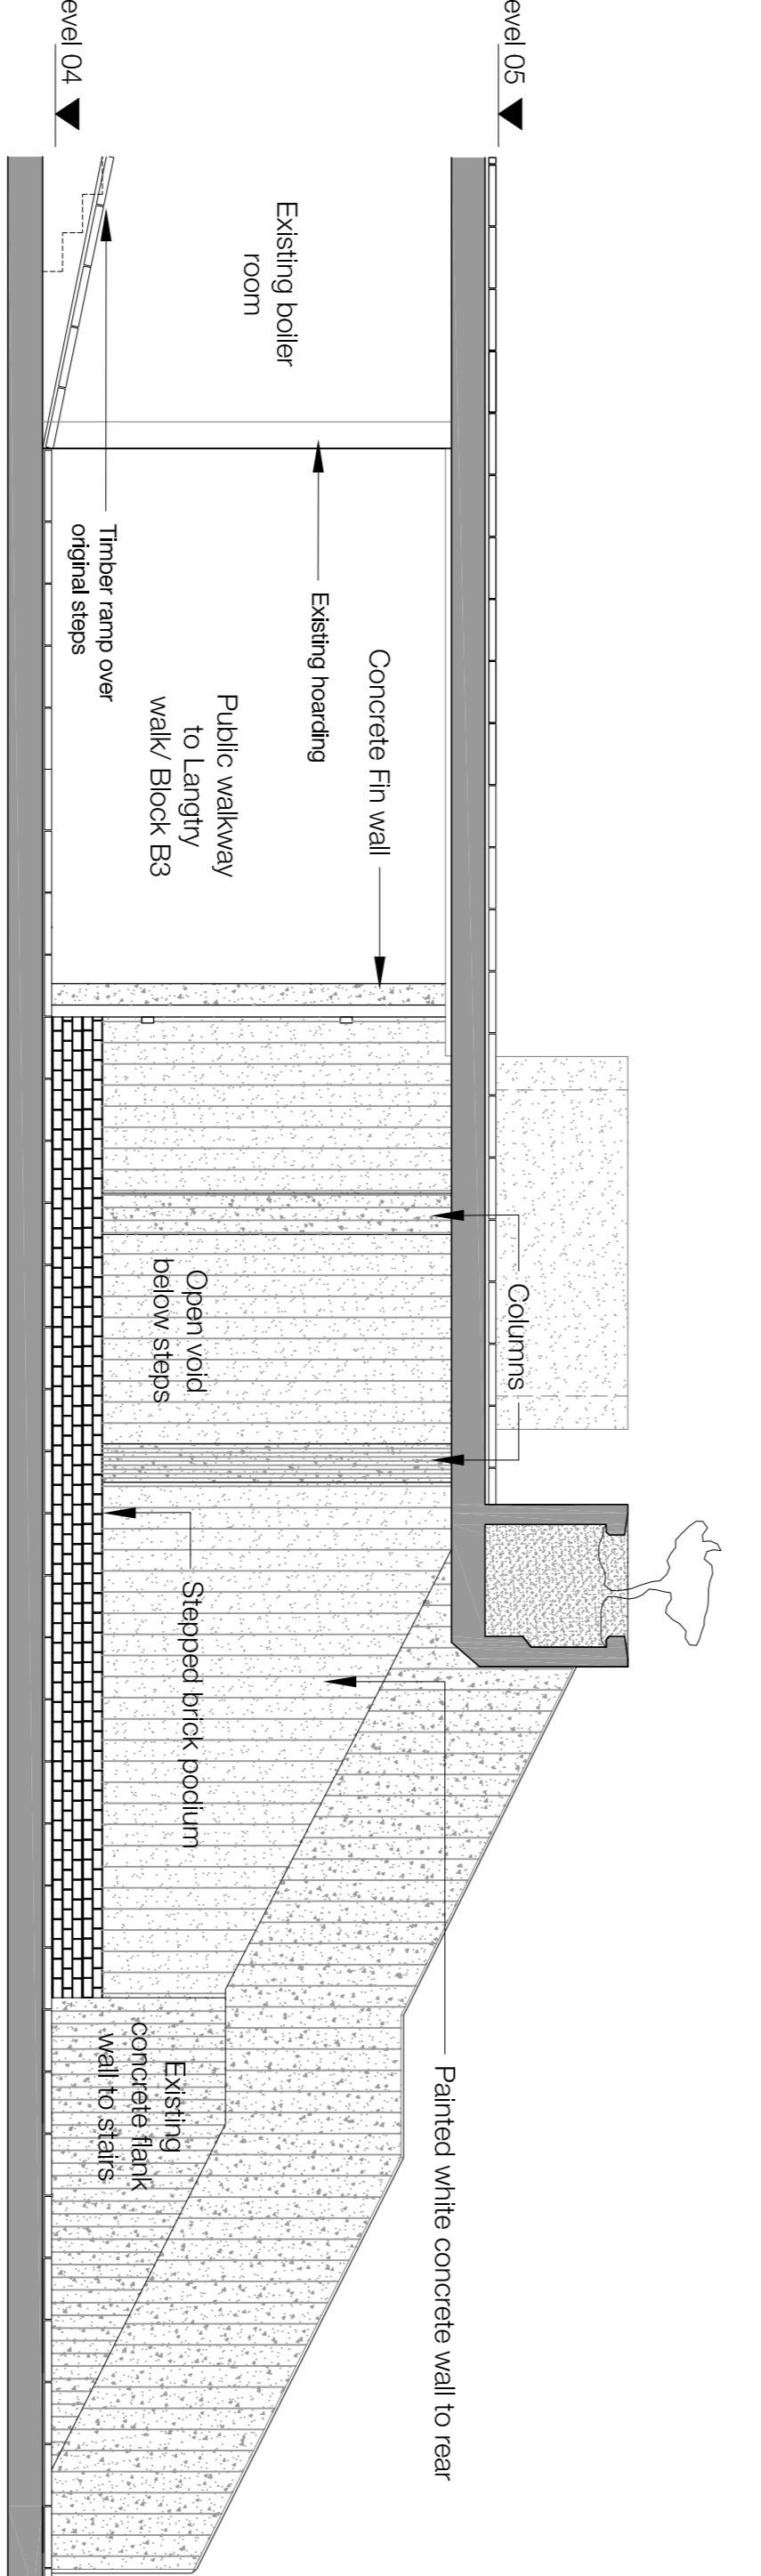 evel 05
evel 04
Existing boiler
room
Timber ramp over
original steps
Existing hoarding
Concrete Fin wall
Public walkway
to Langtry
walk/ Block B3
Columns
Open void
below steps
Stepped brick podium
Painted white concrete wall to rear
Existing
concrete flank
wall to stairs